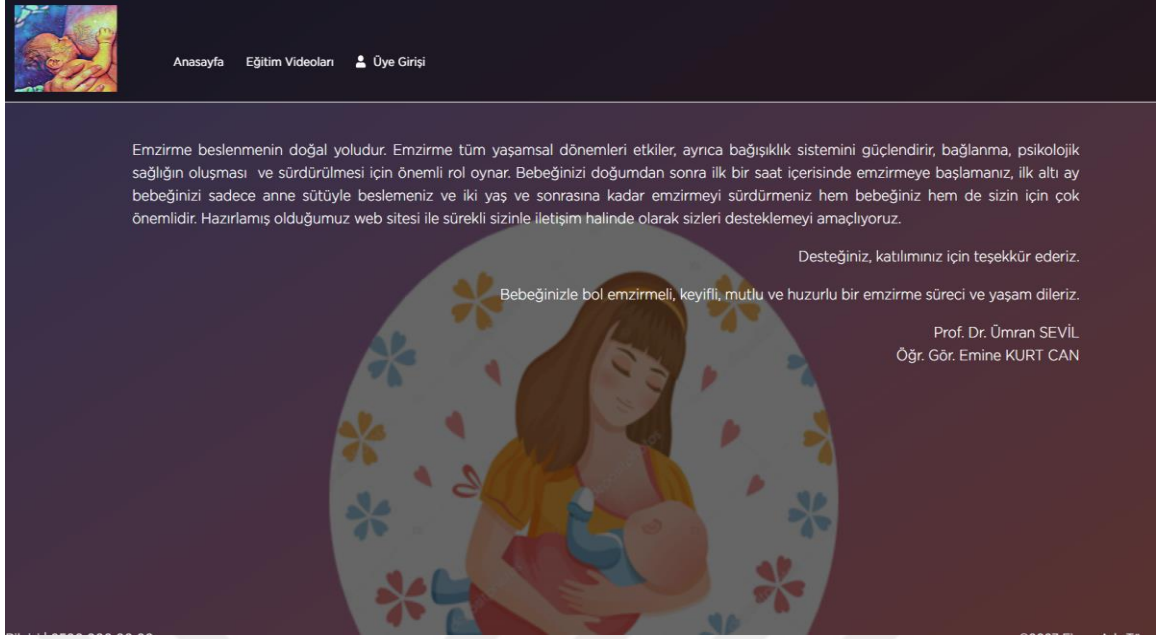 Anasayfa Eğitim Videoları Üye Girişi
Emzirme beslenmenin doğal yoludur. Emzirme tüm yaşamsal dönemleri etkiler, ayrıca bağışıklık sistemini güçlendirir, bağlanma, psikolojik
sağlığın oluşması ve sürdürülmesi için önemli rol oynar. Bebeğinizi doğumdan sonra ilk bir saat içerisinde emzirmeye başlamanız, ilk altı ay
bebeğinizi sadece anne sütüyle beslemeniz ve iki yaş ve sonrasına kadar emzirmeyi sürdürmeniz hem bebeğiniz hem de sizin için çok
önemlidir. Hazırlamış olduğumuz web sitesi ile sürekli sizinle iletişim halinde olarak sizleri desteklemeyi amaçlıyoruz.
Desteğiniz, katılımınız için teşekkür ederiz.
Bebeğinizle bol emzirmeli, keyifli, mutlu ve huzurlu bir emzirme süreci ve yaşam dileriz.
Prof. Dr. Ümran SEVİL
Öğr. Gör. Emine KURT CAN